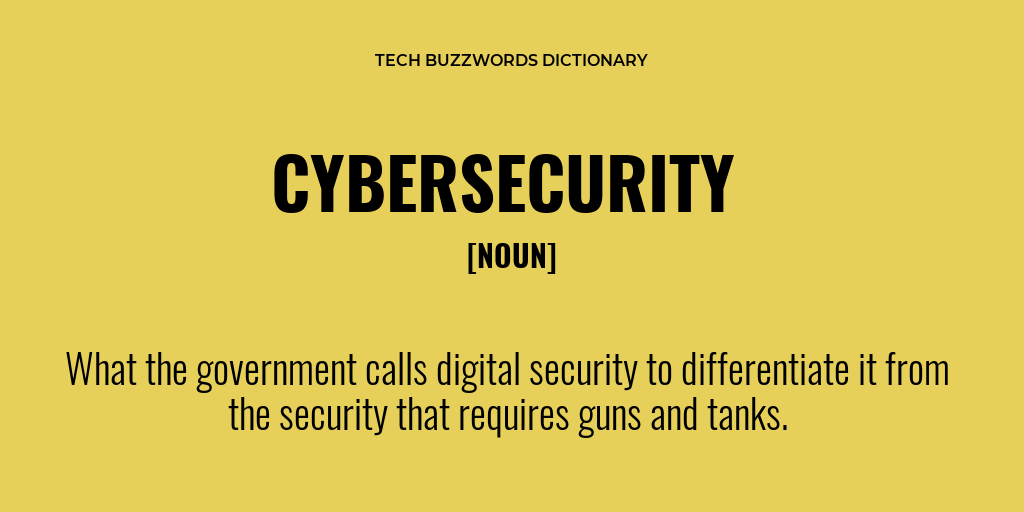 TECH BUZZWORDS DICTIONARY
CYBERSECURITY
[NOUN]
What the government calls digital security to differentiate it from
the security that requires guns and tanks.